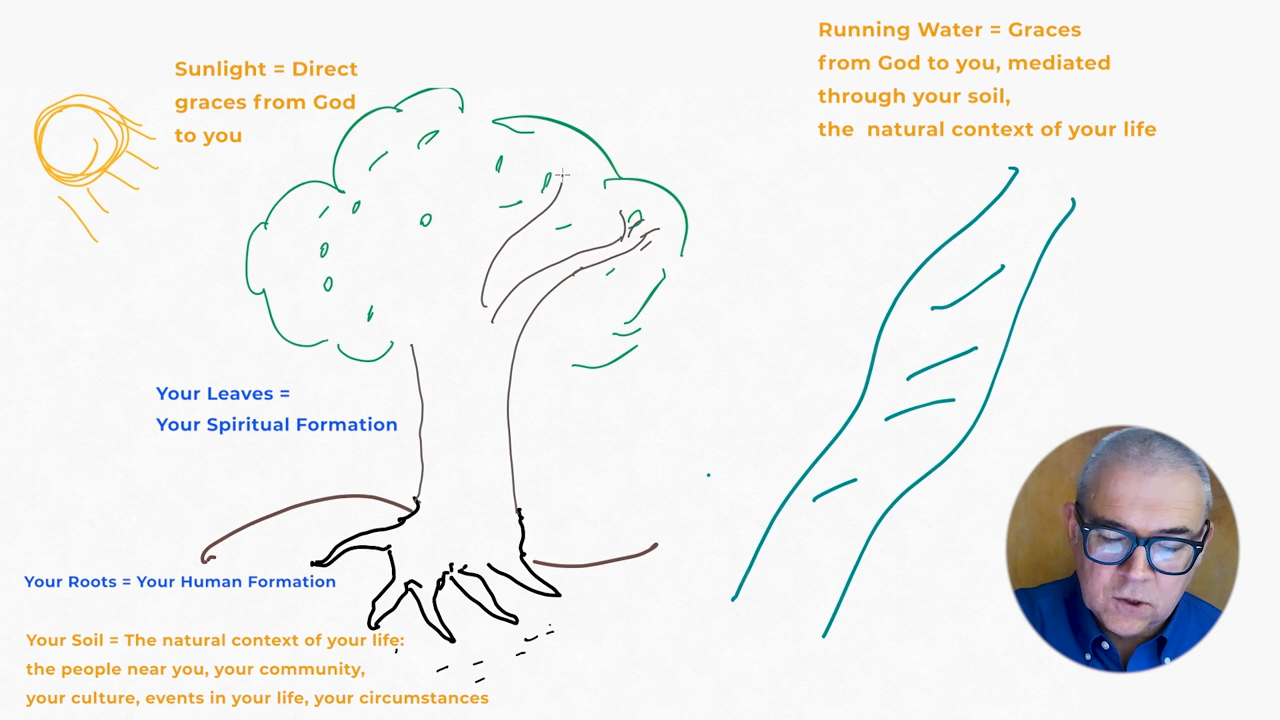 Sunlight = Direct
graces from God
to you
Running Water = Graces
from God to you, mediated
through your soil,
the natural context of your life
Your Leaves =
Your Spiritual Formation
Your Roots = Your Human Formation
Your Soil = The natural context of your life:
the people near you, your community,
your culture, events in your life, your circumstances